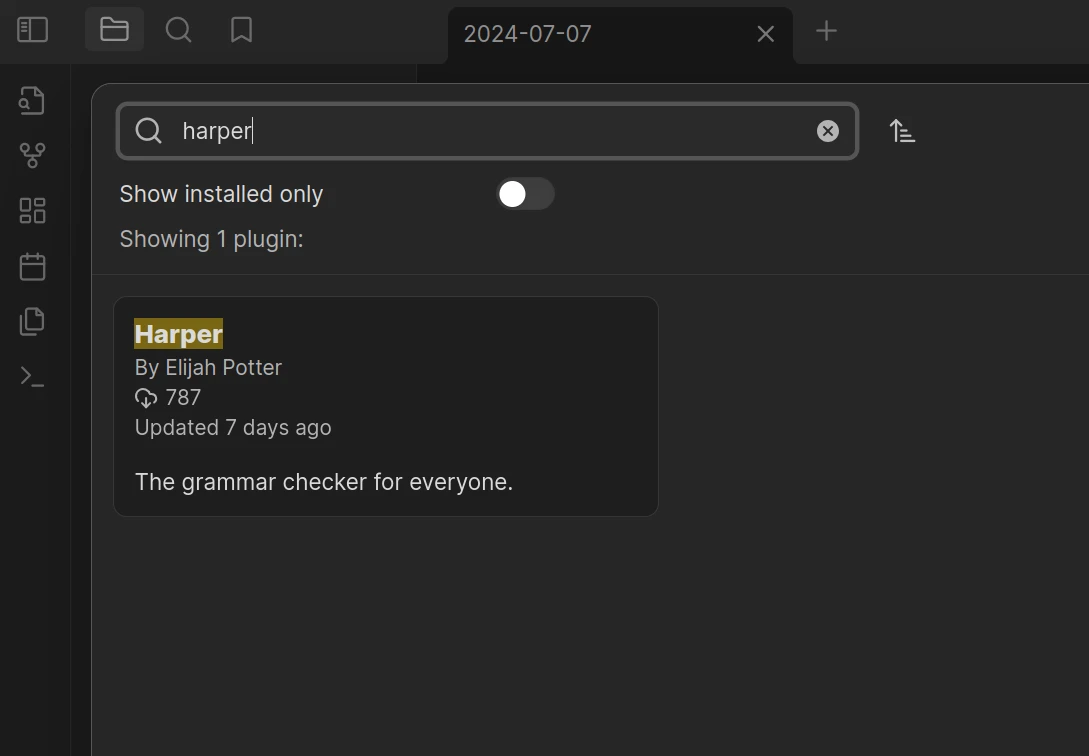 2024-07-07
harper
Show installed only
Showing 1 plugin:
Harper
By Elijah Potter
787
Updated 7 days ago
The grammar checker for everyone.